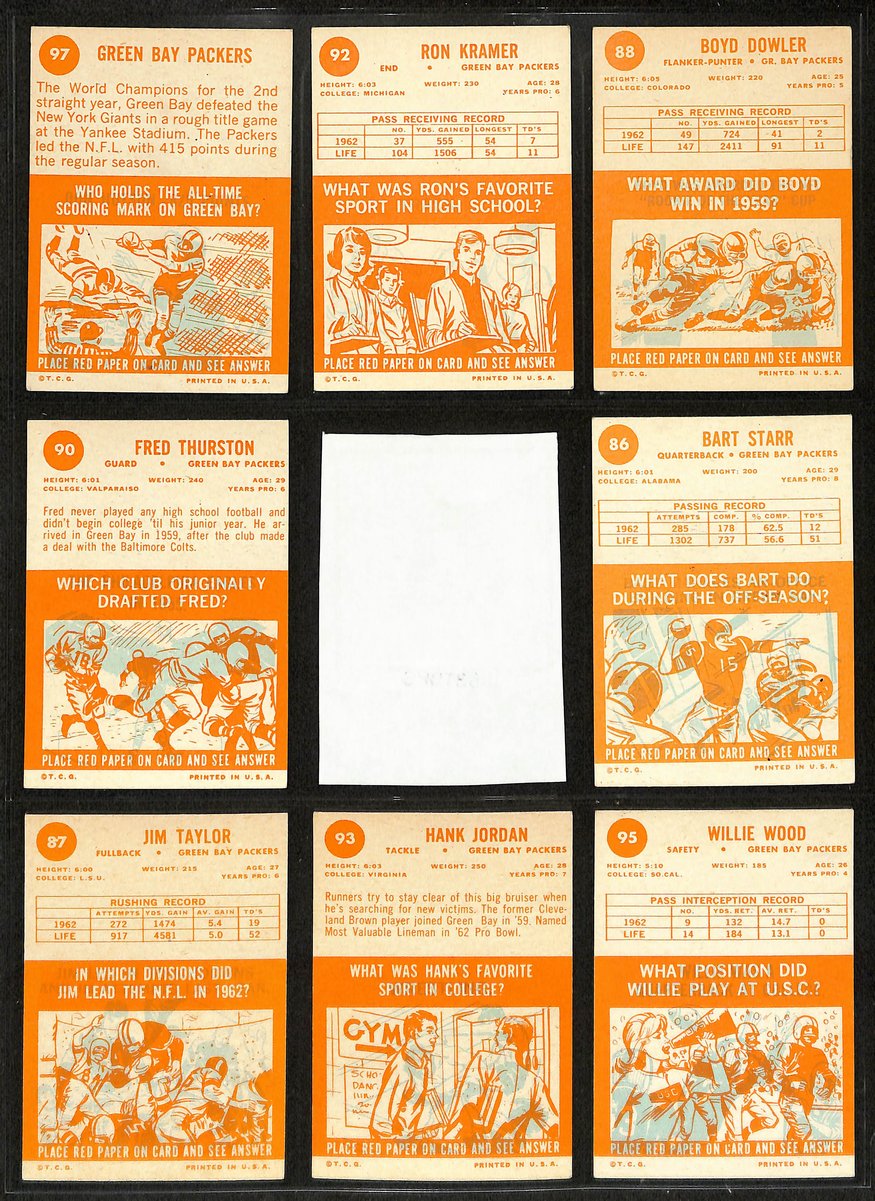 97
GREEN BAY PACKERS
The World Champions for the 2nd
straight year, Green Bay defeated the
New York Giants in a rough title game
at the Yankee Stadium. The Packers
led the N.F.L. with 415 points during
the regular season.
WHO HOLDS THE ALL-TIME
SCORING MARK ON GREEN BAY?
PLACE RED PAPER ON CARD AND SEE ANSWER
©T.C.G. PRINTED IN U.S.A.
92
RON KRAMER
END • GREEN BAY PACKERS
HEIGHT: 6:03 WEIGHT: 230 AGE: 28
COLLEGE: MICHIGAN YEARS PRO: 6
PASS RECEIVING RECORD
NO. YDS. GAINED LONGEST TD'S
1962 37 555 54 7
LIFE 104 1506 54 11
WHAT WAS RON'S FAVORITE
SPORT IN HIGH SCHOOL?
PLACE RED PAPER ON CARD AND SEE ANSWER
©T.C.G. PRINTED IN U.S.A.
88
BOYD DOWLER
FLANKER-PUNTER • GR. BAY PACKERS
HEIGHT: 6:05 WEIGHT: 220 AGE: 25
COLLEGE: COLORADO YEARS PRO: 5
PASS RECEIVING RECORD
NO. YDS. GAINED LONGEST TD'S
1962 49 724 41 2
LIFE 147 2411 91 11
WHAT AWARD DID BOYD
WIN IN 1959?
PLACE RED PAPER ON CARD AND SEE ANSWER
©T.C.G. PRINTED IN U.S.A.
90
FRED THURSTON
GUARD • GREEN BAY PACKERS
HEIGHT: 6:01 WEIGHT: 240 AGE: 29
COLLEGE: VALPARAISO YEARS PRO: 6
Fred never played any high school football and
didn't begin college 'til his junior year. He ar-
rived in Green Bay in 1959, after the club made
a deal with the Baltimore Colts.
WHICH CLUB ORIGINALLY
DRAFTED FRED?
18
PLACE RED PAPER ON CARD AND SEE ANSWER
©T.C.G. PRINTED IN U.S.A.
86
BART STARR
QUARTERBACK • GREEN BAY PACKERS
HEIGHT: 6:01 WEIGHT: 200 AGE: 29
COLLEGE: ALABAMA YEARS PRO: 8
PASSING RECORD
ATTEMPTS COMP. % COMP. TD'S
1962 285 178 62.5 12
LIFE 1302 737 56.6 51
WHAT DOES BART DO
DURING THE OFF-SEASON?
15
PLACE RED PAPER ON CARD AND SEE ANSWER
©T.C.G. PRINTED IN U.S.A.
87
JIM TAYLOR
FULLBACK • GREEN BAY PACKERS
HEIGHT: 6:00 WEIGHT: 215 AGE: 27
COLLEGE: L.S.U. YEARS PRO: 6
RUSHING RECORD
ATTEMPTS YDS. GAIN AV. GAIN TD'S
1962 272 1474 5.4 19
LIFE 917 4581 5.0 52
IN WHICH DIVISIONS DID
JIM LEAD THE N.F.L. IN 1962?
PLACE RED PAPER ON CARD AND SEE ANSWER
©T.C.G. PRINTED IN U.S.A.
93
HANK JORDAN
TACKLE • GREEN BAY PACKERS
HEIGHT: 6:03 WEIGHT: 250 AGE: 28
COLLEGE: VIRGINIA YEARS PRO: 7
Runners try to stay clear of this big bruiser when
he's searching for new victims. The former Cleve-
land Brown player joined Green Bay in '59. Named
Most Valuable Lineman in '62 Pro Bowl.
WHAT WAS HANK'S FAVORITE
SPORT IN COLLEGE?
GYM
PLACE RED PAPER ON CARD AND SEE ANSWER
©T.C.G. PRINTED IN U.S.A.
95
WILLIE WOOD
SAFETY • GREEN BAY PACKERS
HEIGHT: 5:10 WEIGHT: 185 AGE: 26
COLLEGE: SO. CAL. YEARS PRO: 4
PASS INTERCEPTION RECORD
NO. YDS. RET. AV. RET. TD'S
1962 9 132 14.7 0
LIFE 14 184 13.1 0
WHAT POSITION DID
WILLIE PLAY AT U.S.C.?
PLACE RED PAPER ON CARD AND SEE ANSWER
©T.C.G. PRINTED IN U.S.A.